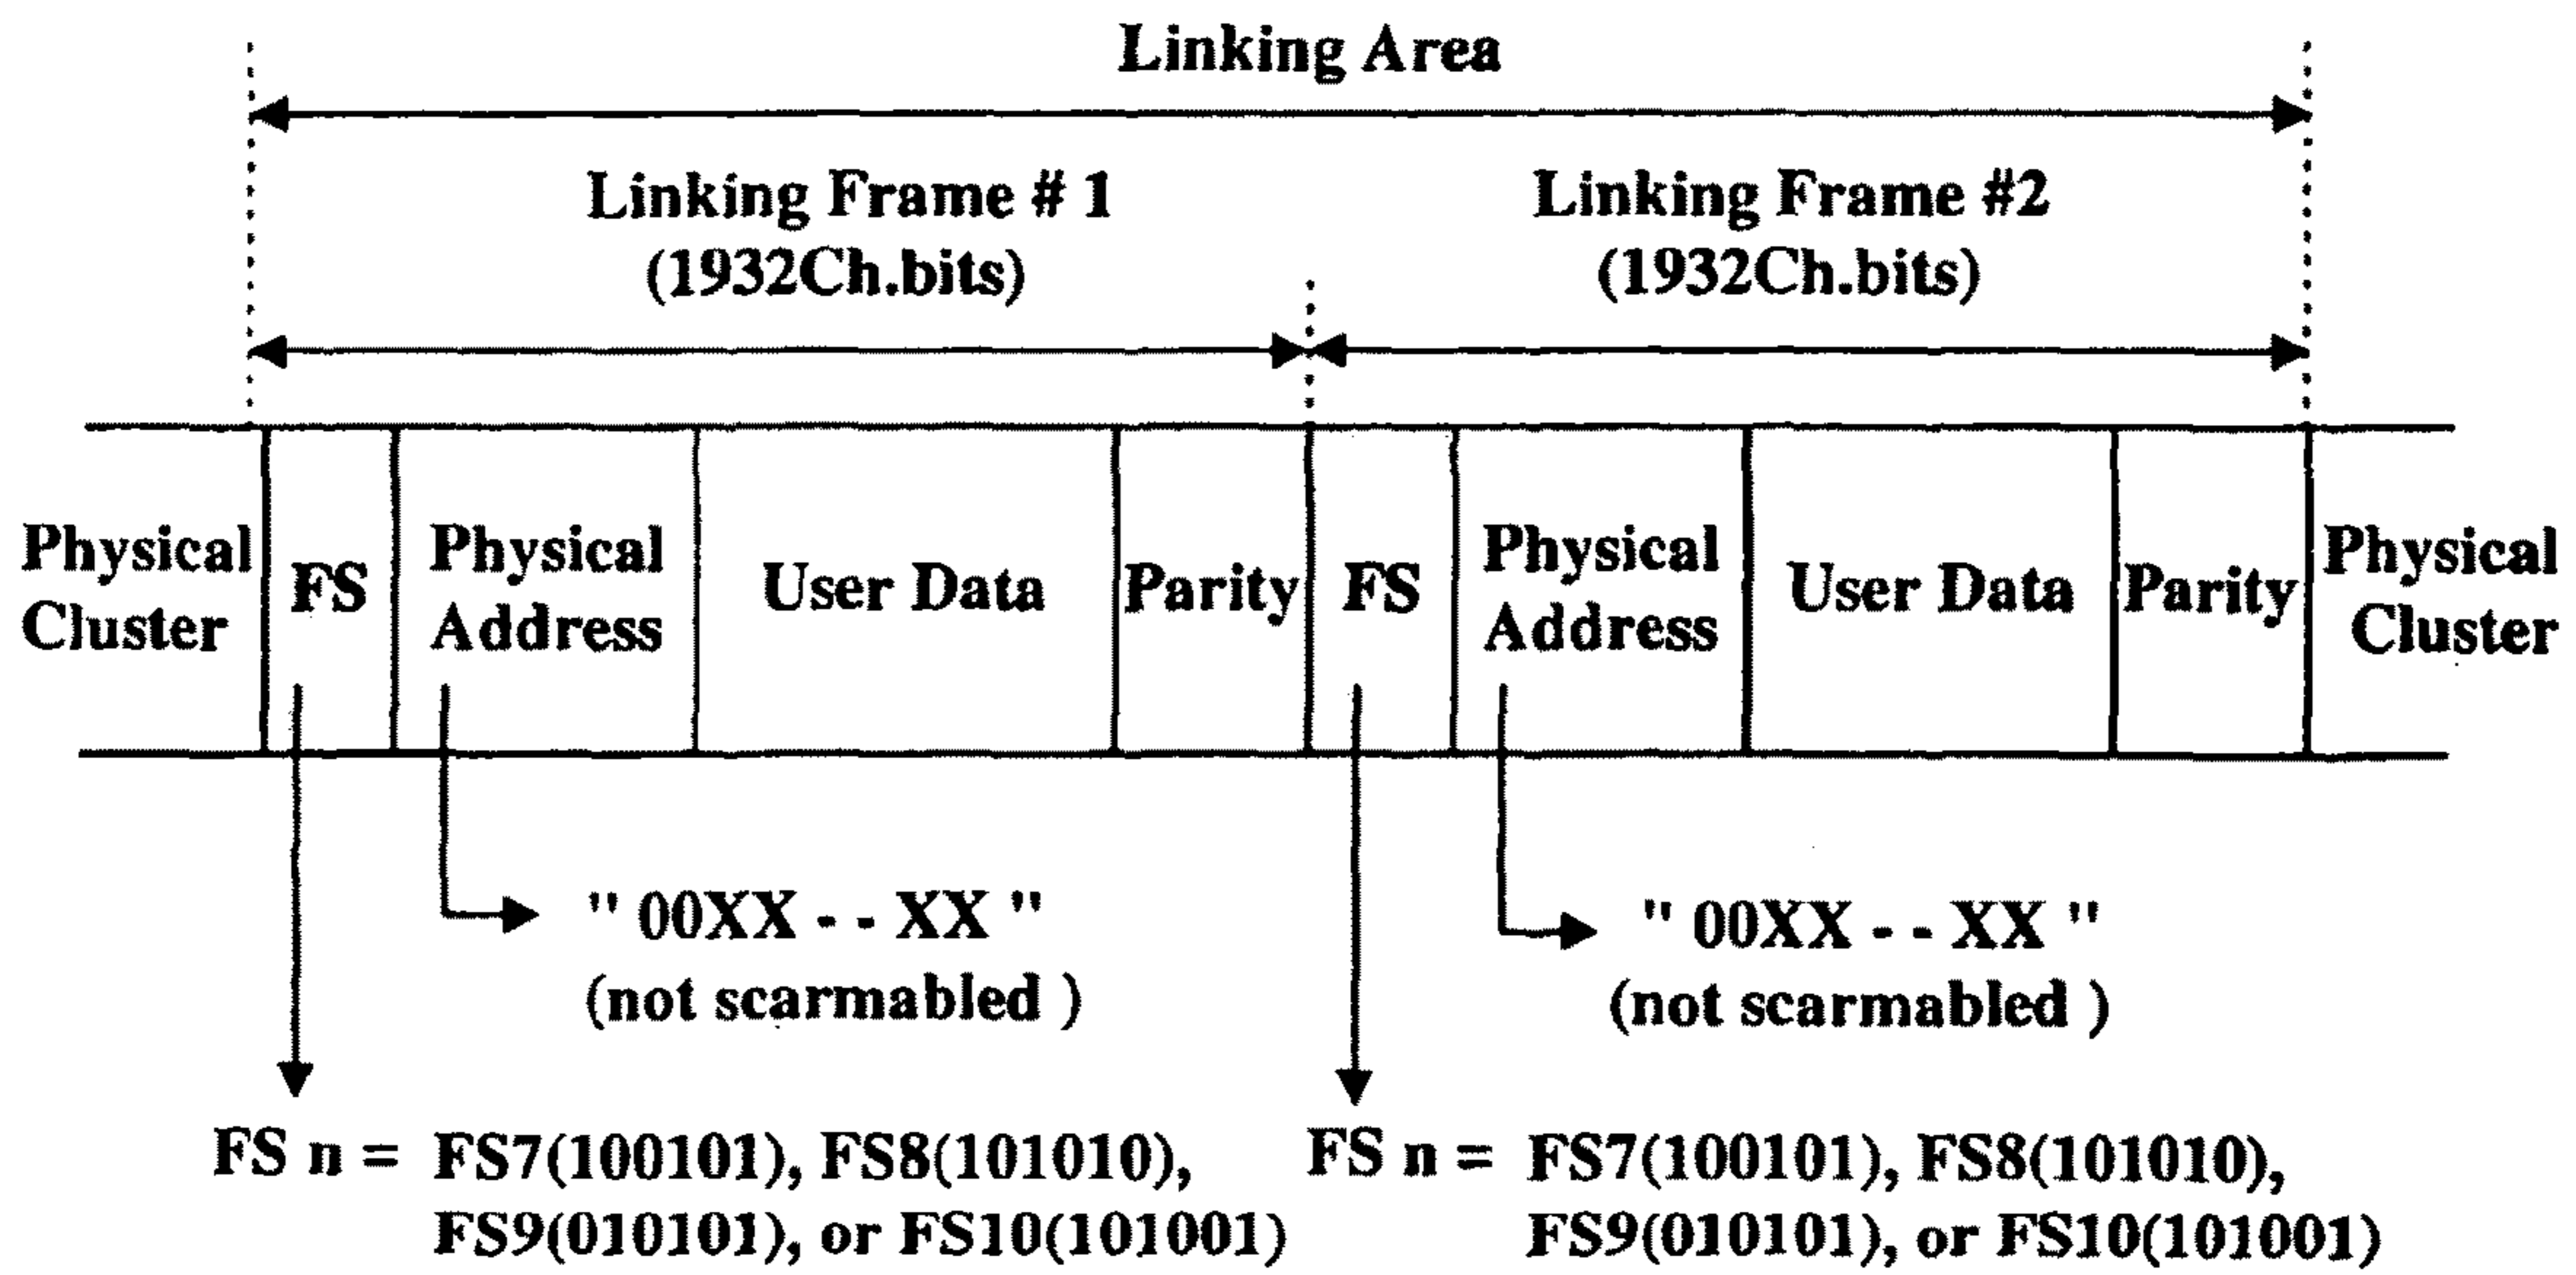 Linking Area
Linking Frame # 1
(1932Ch.bits)
Linking Frame #2
(1932Ch.bits)
Physical
Cluster
FS
Physical
Address
User Data
Parity
FS
Physical
Address
User Data
Parity
Physical
Cluster
" 00XX - - XX "
(not scarmabled )
" 00XX - - XX "
(not scarmabled )
FS n = FS7(100101), FS8(101010),
FS9(010101), or FS10(101001)
FS n = FS7(100101), FS8(101010),
FS9(010101), or FS10(101001)